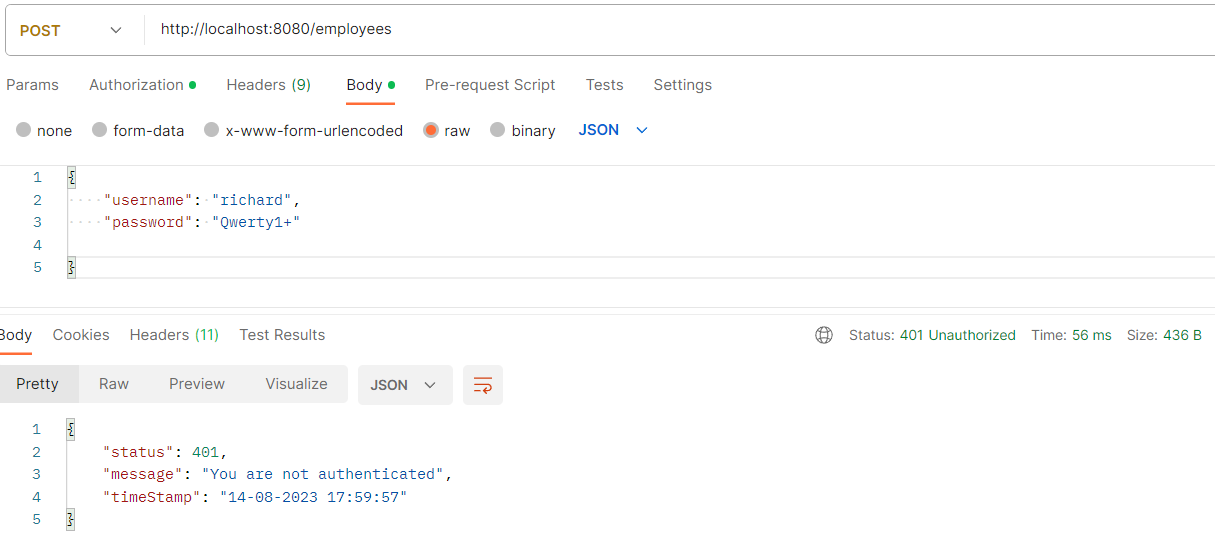 POST http://localhost:8080/employees
Params Authorization Headers (9) Body Pre-request Script Tests Settings
none form-data x-www-form-urlencoded raw binary JSON
1 {
2 "username": "richard",
3 "password": "Qwerty1+"
4
5 }
Body Cookies Headers (11) Test Results Status: 401 Unauthorized Time: 56 ms Size: 436 B
Pretty Raw Preview Visualize JSON
1 {
2 "status": 401,
3 "message": "You are not authenticated",
4 "timeStamp": "14-08-2023 17:59:57"
5 }